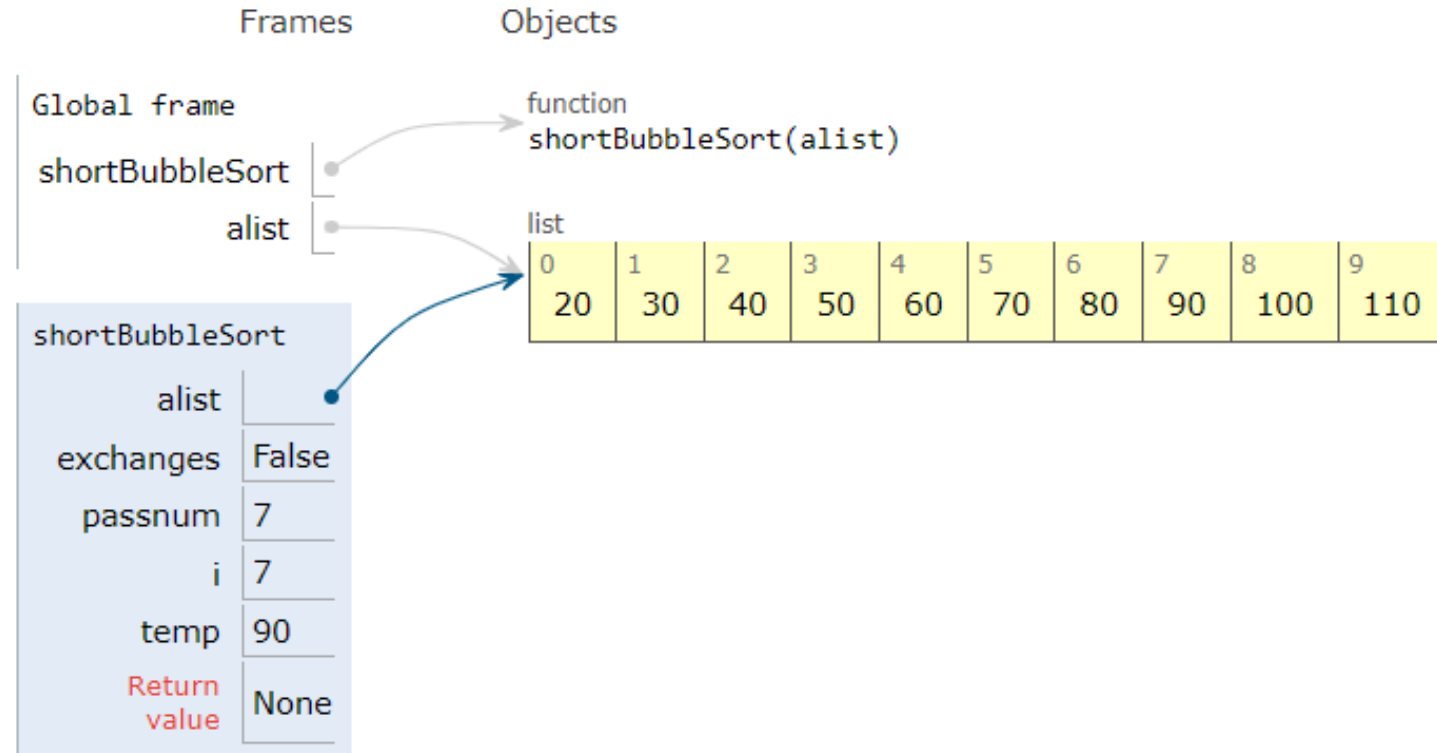 Frames Objects
Global frame
shortBubbleSort
alist
function
shortBubbleSort(alist)
list
0 1 2 3 4 5 6 7 8 9
20 30 40 50 60 70 80 90 100 110
shortBubbleSort
alist
exchanges False
passnum 7
i 7
temp 90
Return
value None